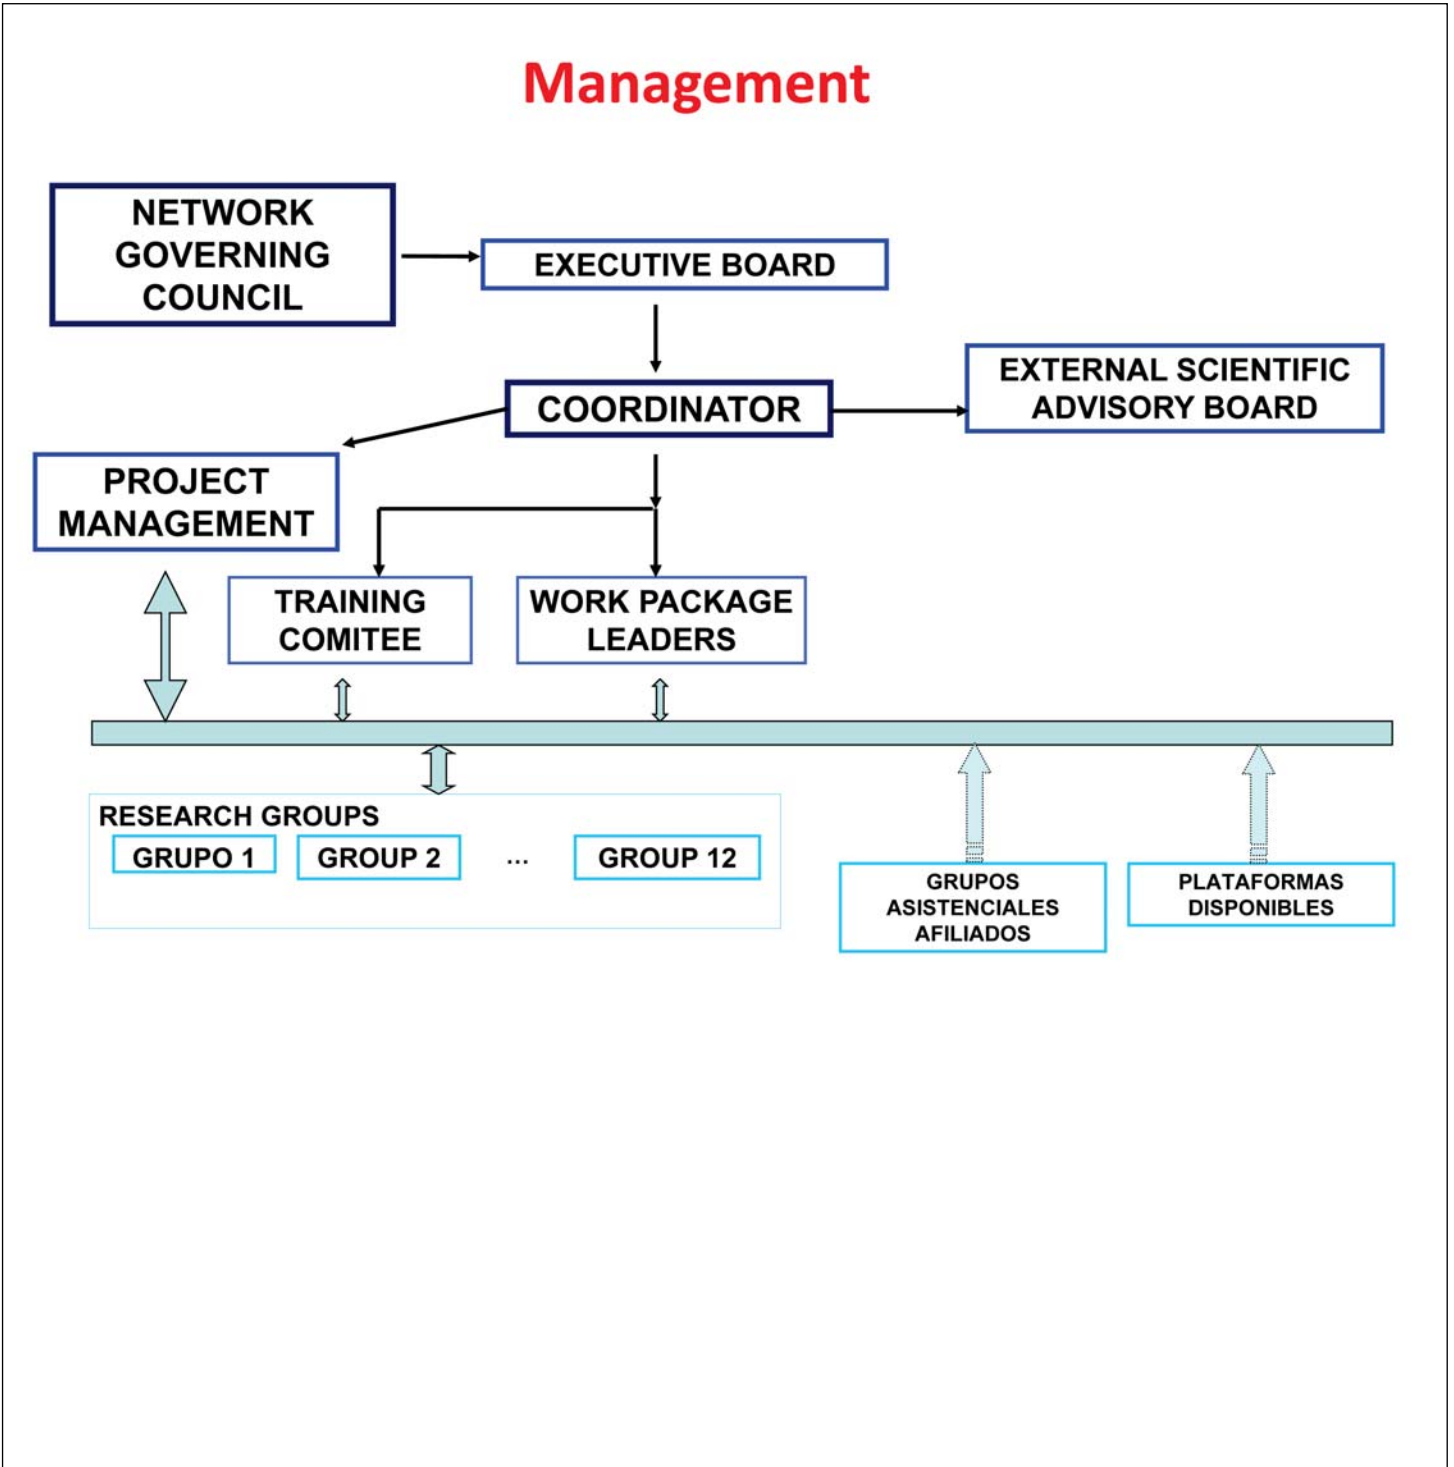 Management
NETWORK
GOVERNING
COUNCIL
EXECUTIVE BOARD
EXTERNAL SCIENTIFIC
ADVISORY BOARD
COORDINATOR
PROJECT
MANAGEMENT
TRAINING
COMITEE
WORK PACKAGE
LEADERS
RESEARCH GROUPS
GRUPO 1
GROUP 2
...
GROUP 12
GRUPOS
ASISTENCIALES
AFILIADOS
PLATAFORMAS
DISPONIBLES